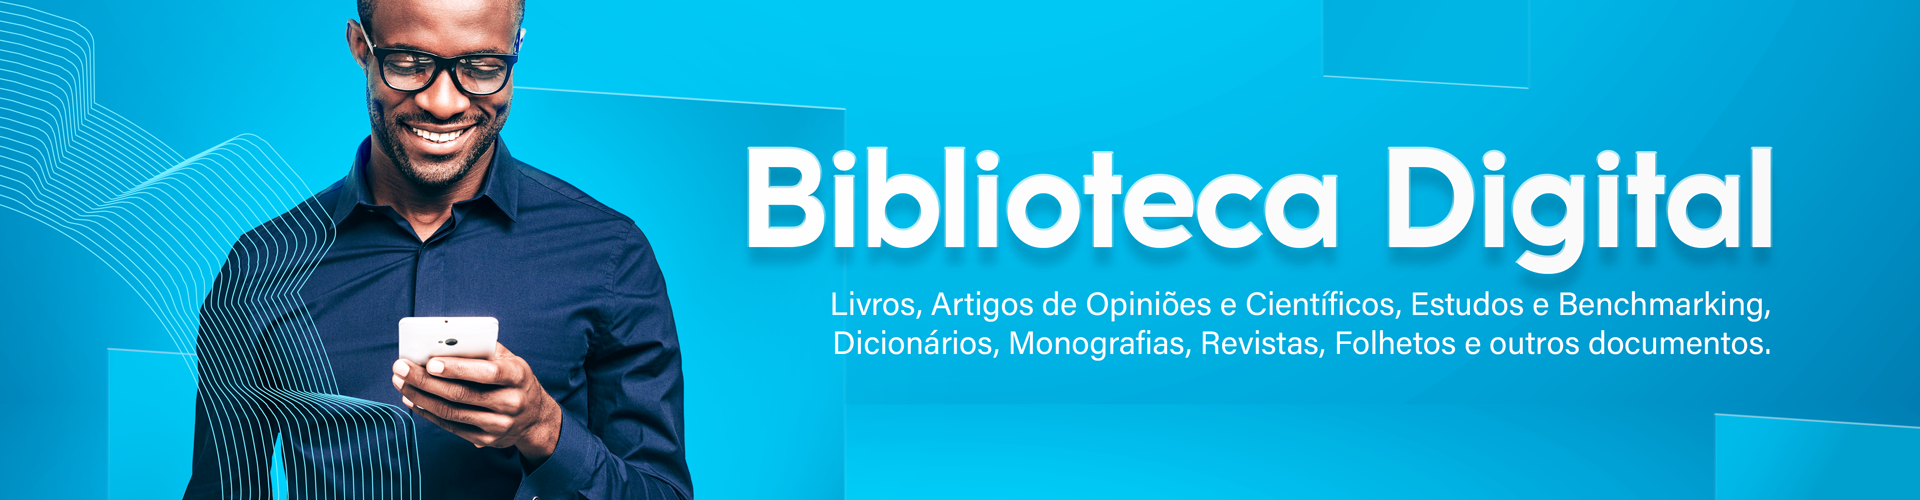 Biblioteca Digital
Livros, Artigos de Opiniões e Científicos, Estudos e Benchmarking,
Dicionários, Monografias, Revistas, Folhetos e outros documentos.